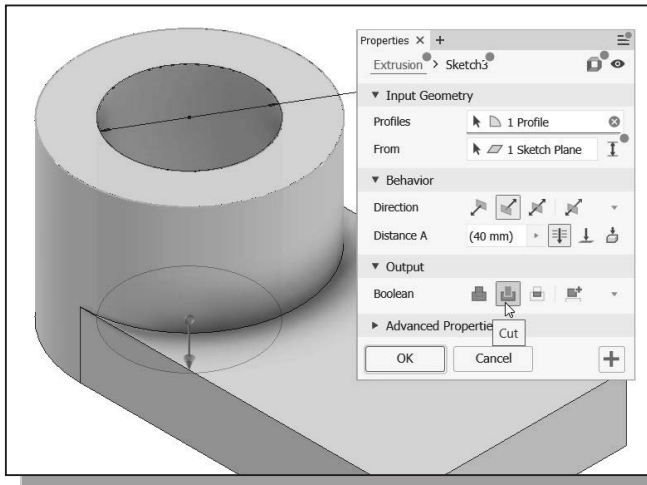 Properties × +
Extrusion > Sketch3
▼ Input Geometry
Profiles 1 Profile
From 1 Sketch Plane
▼ Behavior
Direction
Distance A (40 mm)
▼ Output
Boolean
Cut
▶ Advanced Propertie
OK Cancel +